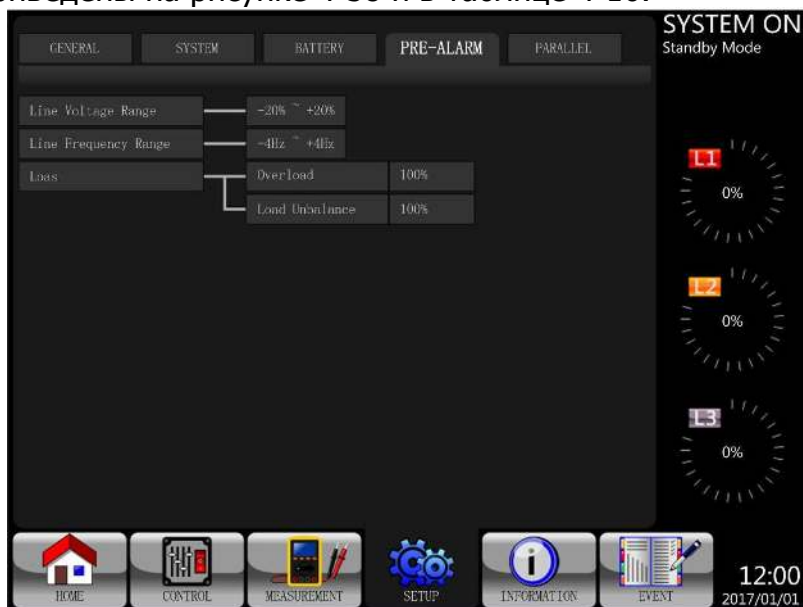 SYSTEM ON
Standby Mode
GENERAL SYSTEM BATTERY PRE-ALARM PARALLEL
Line Voltage Range -20% ~ +20%
Line Frequency Range -4Hz ~ +4Hz
Loas Overload 100%
Load Unbalance 100%
L1
0%
L2
0%
L3
0%
HOME CONTROL MEASUREMENT SETUP INFORMATION EVENT
12:00
2017/01/01